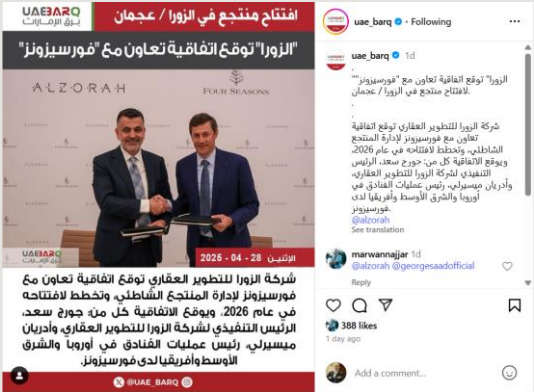 UAEBARQ
برق الإمارات
افتتاح منتجع في الزورا / عجمان
"الزورا" توقع اتفاقية تعاون مع "فورسيزونز"
ALZORAH
FOUR SEASONS
UAEBARQ
برق الإمارات
الإثنين - 28 - 04 - 2025
شركة الزورا للتطوير العقاري توقع اتفاقية تعاون مع
فورسيزونز لإدارة المنتجع الشاطئي، وتخطط لافتتاحه
في عام 2026، ويوقع الاتفاقية كل من: جورج سعد،
الرئيس التنفيذي لشركة الزورا للتطوير العقاري، وأدريان
ميسيرلي، رئيس عمليات الفنادق في أوروبا والشرق
الأوسط وأفريقيا لدى فورسيزونز.
@UAE_BARQ
uae_barq • Following
uae_barq 1d
.
"الزورا" توقع اتفاقية تعاون مع "فورسيزونز"
لافتتاح منتجع في الزورا / عجمان.
.
.
شركة الزورا للتطوير العقاري توقع اتفاقية
تعاون مع فورسيزونز لإدارة المنتجع
الشاطئي، وتخطط لافتتاحه في عام 2026،
ويوقع الاتفاقية كل من: جورج سعد، الرئيس
التنفيذي لشركة الزورا للتطوير العقاري،
وأدريان ميسيرلي، رئيس عمليات الفنادق في
أوروبا والشرق الأوسط وأفريقيا لدى
فورسيزونز.
@alzorah
See translation
marwannajjar 1d
@alzorah @georgesaadofficial
Reply
388 likes
1 day ago
Add a comment...